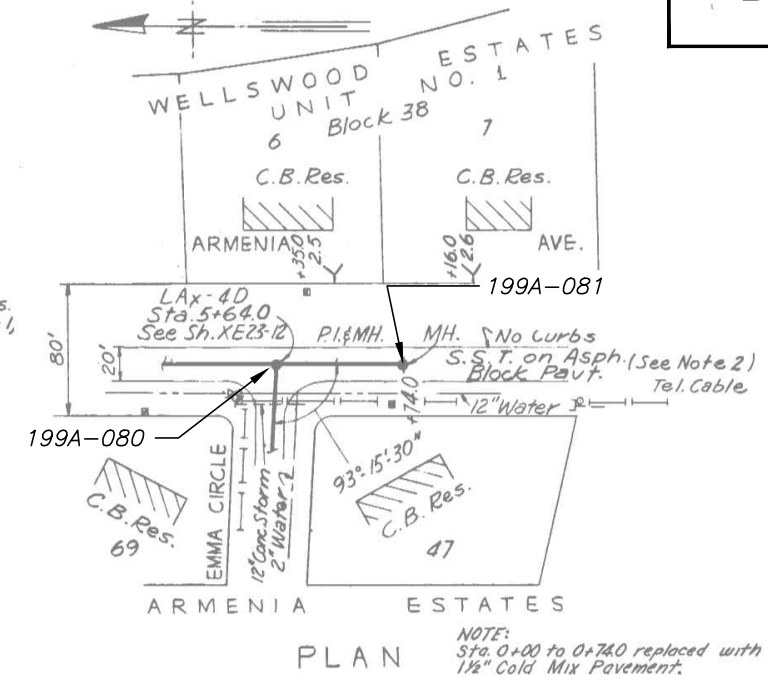 N
WELLSWOOD ESTATES
UNIT NO. 1
Block 38
6
7
C.B. Res.
C.B. Res.
ARMENIA
AVE.
+35.0
2.5
+16.0
2.6
199A-081
LAx-4D
Sta. 5+64.0
See Sh. XE23-12
P.I.&MH.
MH.
No Curbs
S.S.T. on Asph. (See Note 2)
Block Pavt.
Tel. Cable
80'
20'
+74.0
12" Water
199A-080
93°-15'-30"
EMMA CIRCLE
12" Conc. Storm
2" Water
C.B. Res.
69
C.B. Res.
47
ARMENIA ESTATES
PLAN
NOTE:
Sta. 0+00 to 0+74.0 replaced with
1½" Cold Mix Pavement.